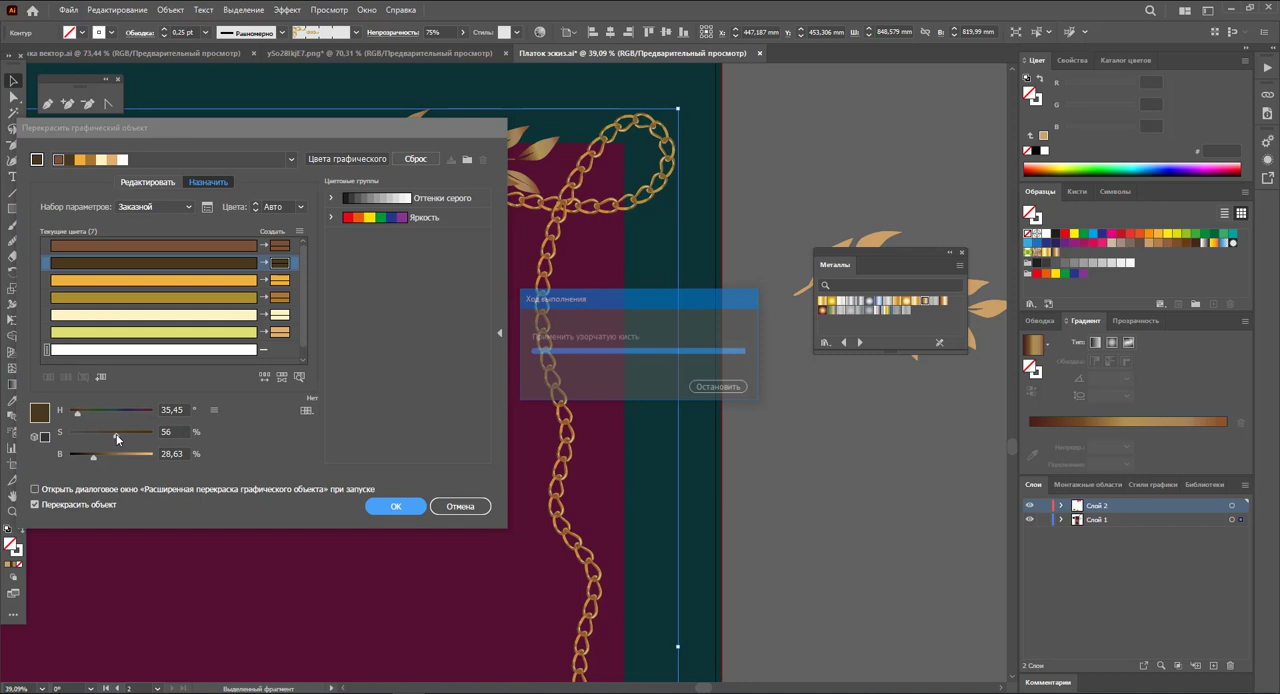 Файл Редактирование Объект Текст Выделение Эффект Просмотр Окно Справка
Контур Обводка: 0,25 pt Равномерно Непрозрачность: 75% Стиль: X: 447,187 mm Y: 453,306 mm Ш: 848,579 mm В: 819,99 mm
ка вектор.ai @ 73,44 % (RGB/Предварительный просмотр) × ySo28IkjE7.png* @ 70,31 % (RGB/Предварительный просмотр) × Платок эскиз.ai* @ 39,09 % (RGB/Предварительный просмотр) ×
Перекрасить графический объект
Цвета графического Сброс
Редактировать Назначить
Набор параметров: Заказной Цвета: Авто
Текущие цвета (7) Создать
Цветовые группы
Оттенки серого
Яркость
H 35,45 °
S 56 %
B 28,63 %
Нет
Открыть диалоговое окно «Расширенная перекраска графического объекта» при запуске
Перекрасить объект
OK Отмена
Ход выполнения
Применить узорчатую кисть
Остановить
Металлы
Цвет Свойства Каталог цветов
R
G
B
#
Образцы Кисти Символы
Обводка Градиент Прозрачность
Тип:
Обводка:
Непрозр.:
Положение:
Слои Монтажные области Стили графики Библиотеки
Слой 2
Слой 1
2 Слои
Комментарии
39,09% 0° 2 Выделенный фрагмент